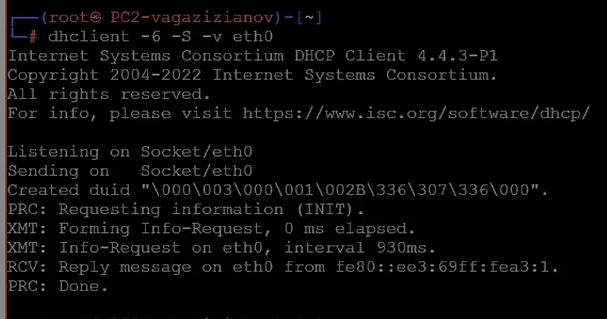 (root㉿ PC2-vagazizianov)-[~]
# dhclient -6 -S -v eth0
Internet Systems Consortium DHCP Client 4.4.3-P1
Copyright 2004-2022 Internet Systems Consortium.
All rights reserved.
For info, please visit https://www.isc.org/software/dhcp/
Listening on Socket/eth0
Sending on   Socket/eth0
Created duid "\000\003\000\001\002B\336\307\336\000".
PRC: Requesting information (INIT).
XMT: Forming Info-Request, 0 ms elapsed.
XMT: Info-Request on eth0, interval 930ms.
RCV: Reply message on eth0 from fe80::ee3:69ff:fea3:1.
PRC: Done.